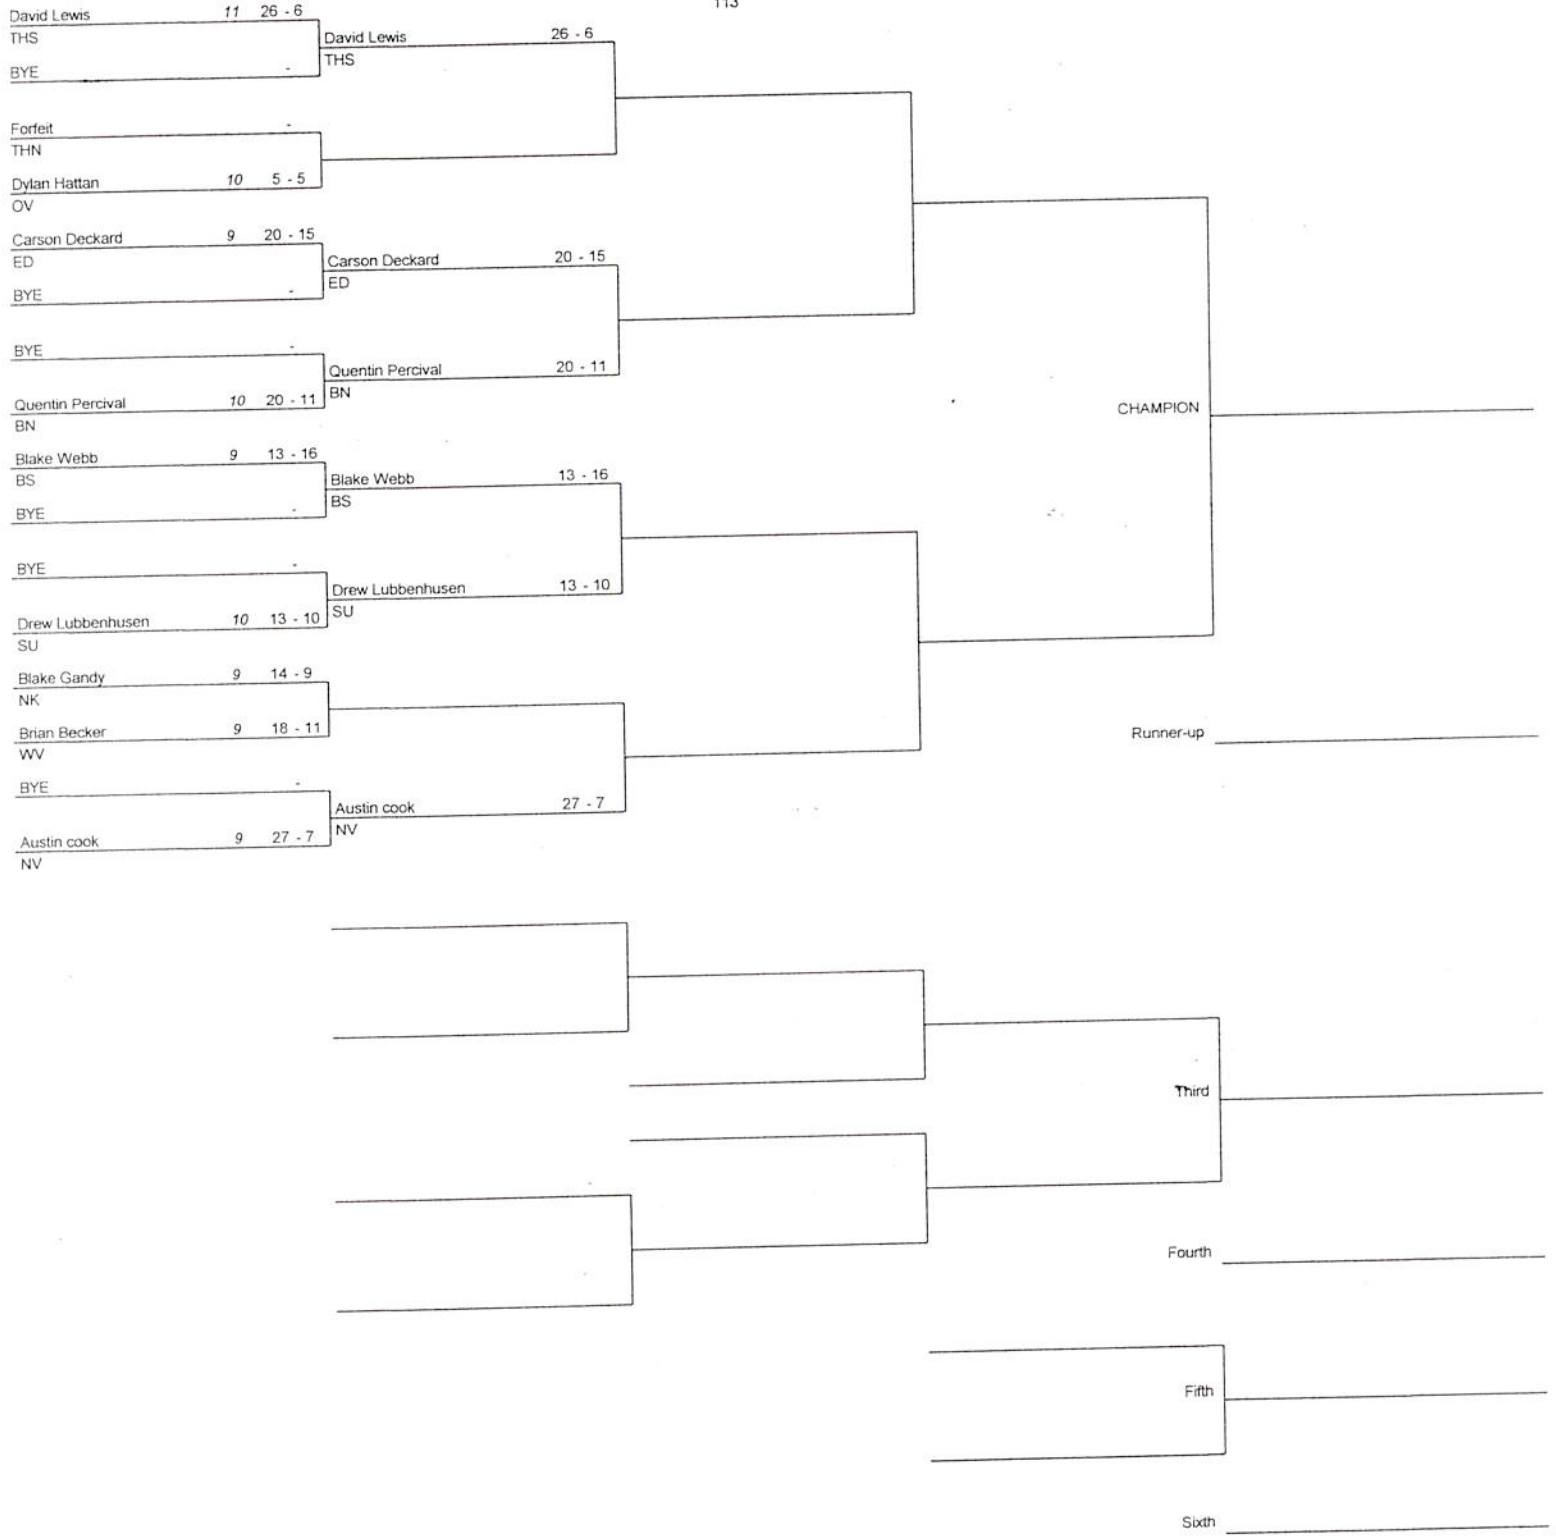 113
David Lewis 11 26 - 6
THS
BYE -
David Lewis 26 - 6
THS
Forfeit -
THN
Dylan Hattan 10 5 - 5
OV
Carson Deckard 9 20 - 15
ED
BYE -
Carson Deckard 20 - 15
ED
BYE -
Quentin Percival 10 20 - 11
BN
Quentin Percival 20 - 11
BN
Blake Webb 9 13 - 16
BS
BYE -
Blake Webb 13 - 16
BS
BYE -
Drew Lubbenhusen 10 13 - 10
SU
Drew Lubbenhusen 13 - 10
SU
Blake Gandy 9 14 - 9
NK
Brian Becker 9 18 - 11
WV
BYE -
Austin cook 9 27 - 7
NV
Austin cook 27 - 7
NV
CHAMPION
Runner-up
Third
Fourth
Fifth
Sixth